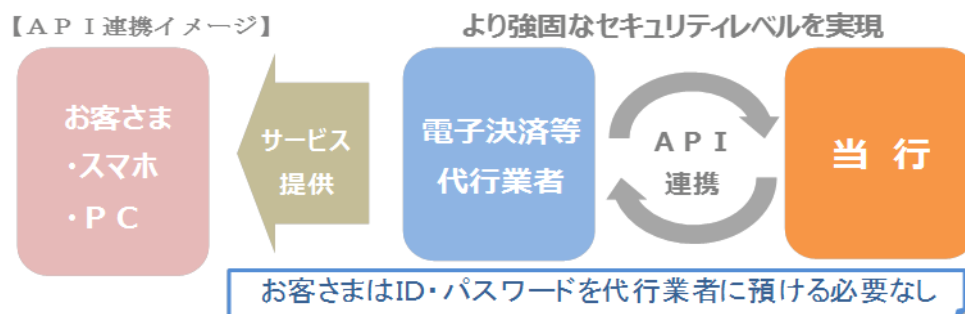 【ＡＰＩ連携イメージ】
より強固なセキュリティレベルを実現
お客さま
・スマホ
・ＰＣ
サービス
提供
電子決済等
代行業者
ＡＰＩ
連携
当 行
お客さまはID・パスワードを代行業者に預ける必要なし